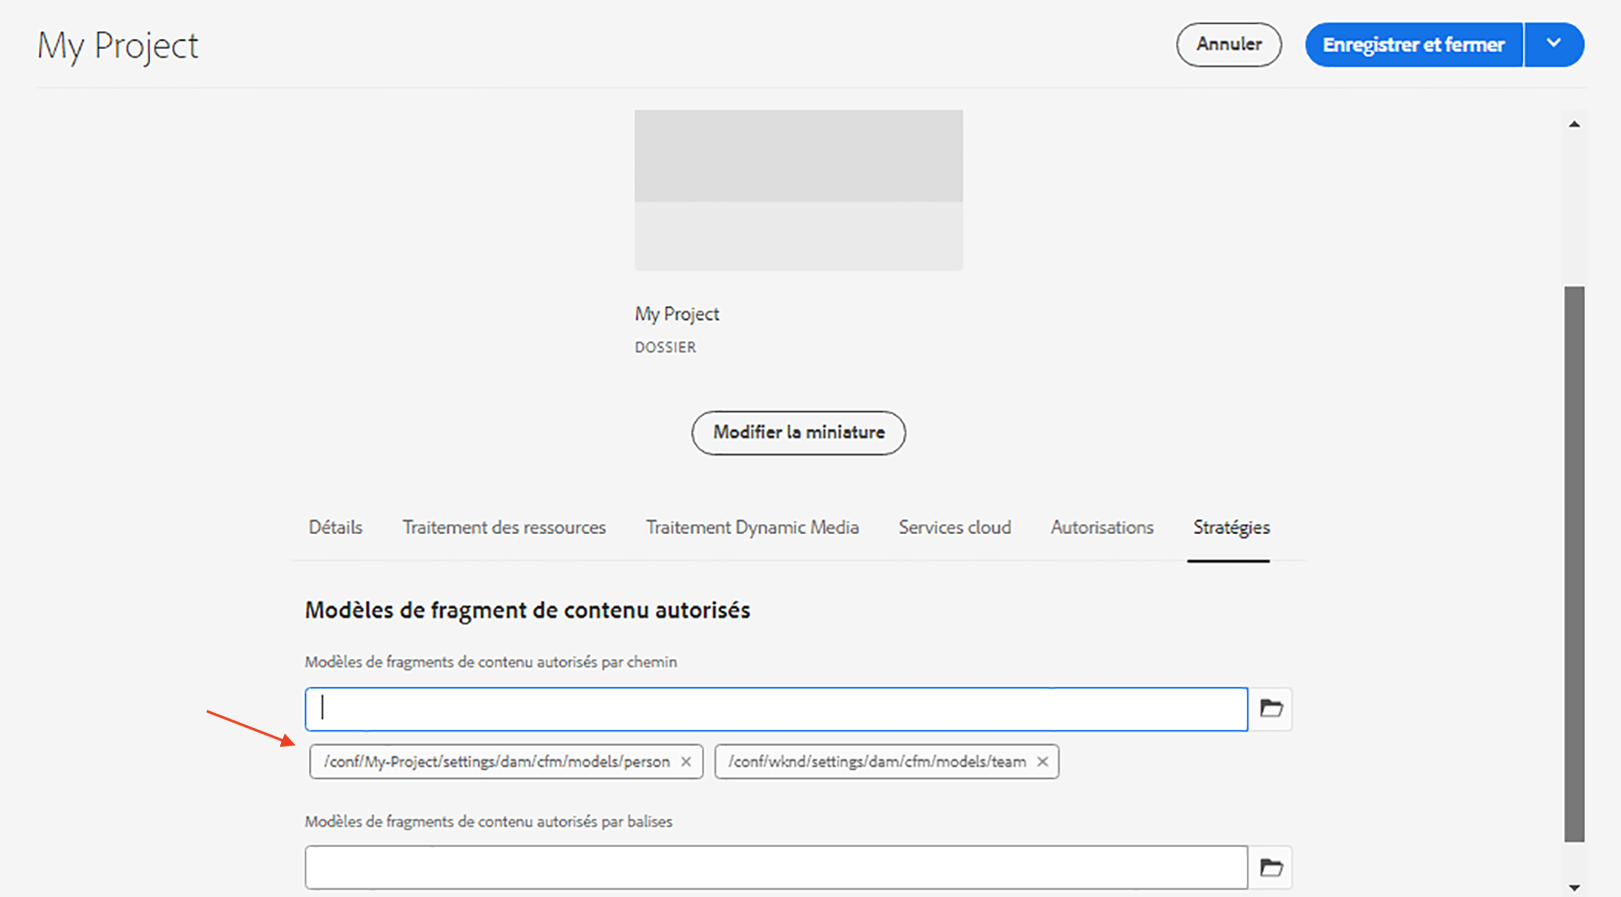 My Project
Annuler
Enregistrer et fermer
My Project
DOSSIER
Modifier la miniature
Détails
Traitement des ressources
Traitement Dynamic Media
Services cloud
Autorisations
Stratégies
Modèles de fragment de contenu autorisés
Modèles de fragments de contenu autorisés par chemin
/conf/My-Project/settings/dam/cfm/models/person
/conf/wknd/settings/dam/cfm/models/team
Modèles de fragments de contenu autorisés par balises